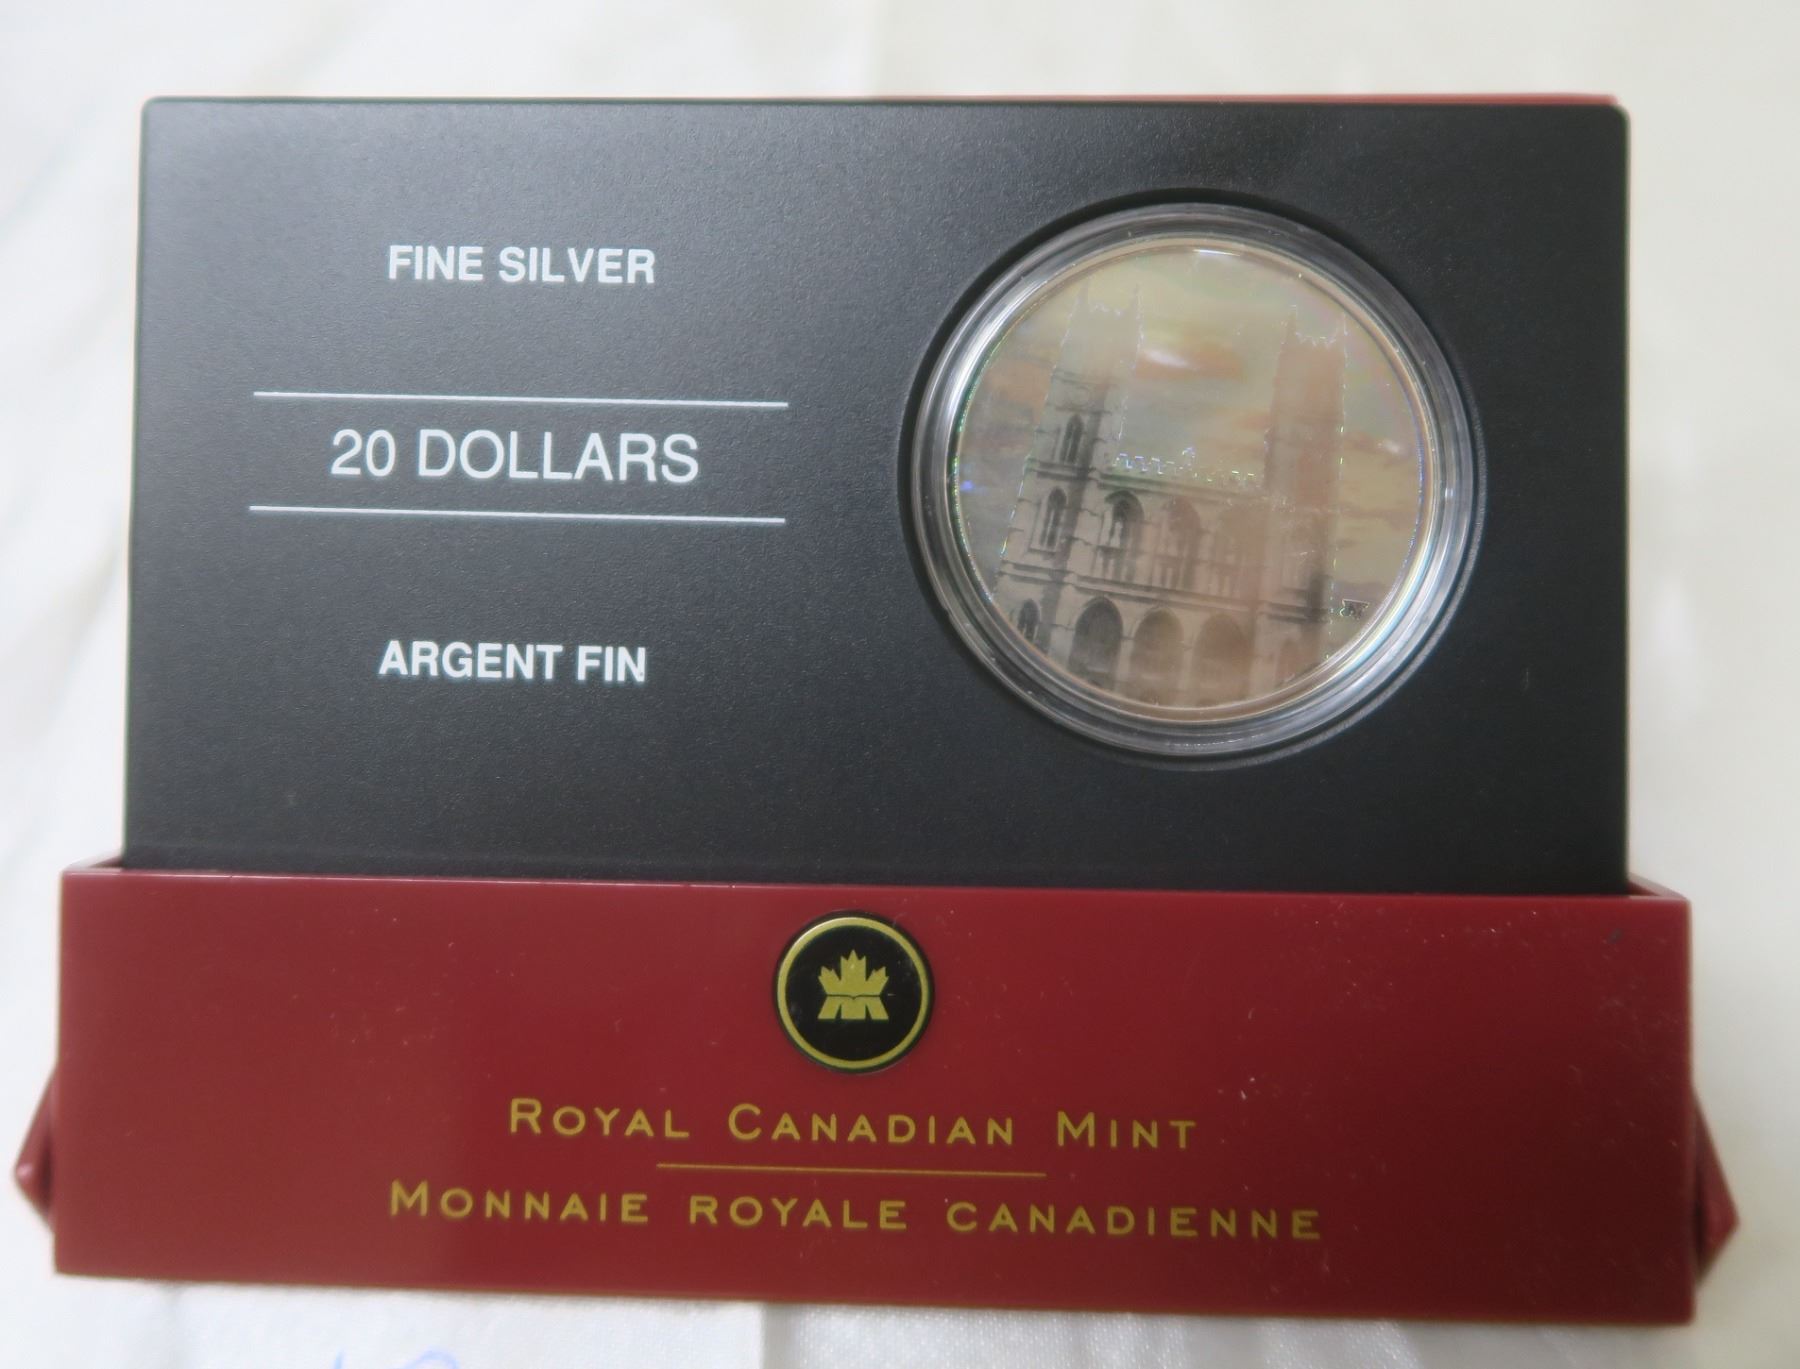 FINE SILVER
20 DOLLARS
ARGENT FIN
ROYAL CANADIAN MINT
MONNAIE ROYALE CANADIENNE